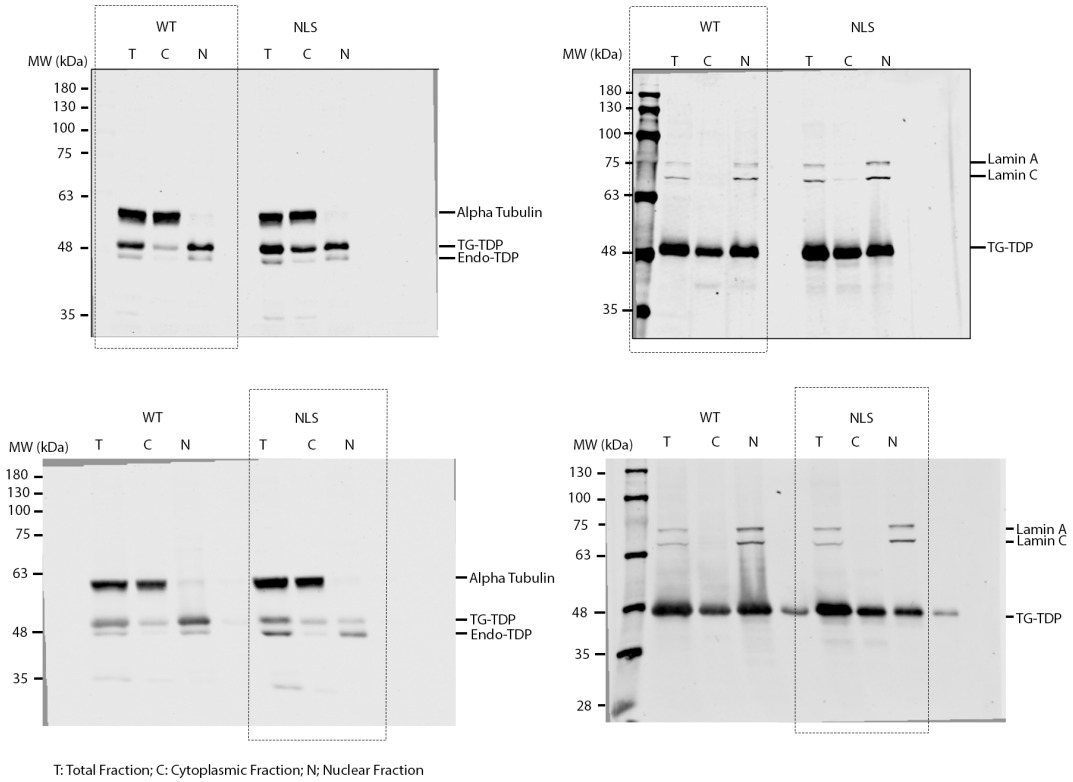 WT NLS
T C N T C N
MW (kDa)
180
130
100
75
63
48
35
Alpha Tubulin
TG-TDP
Endo-TDP
WT NLS
T C N T C N
MW (kDa)
180
130
100
75
63
48
35
Lamin A
Lamin C
TG-TDP
WT NLS
T C N T C N
MW (kDa)
180
130
100
75
63
48
35
Alpha Tubulin
TG-TDP
Endo-TDP
WT NLS
T C N T C N
MW (kDa)
130
100
75
63
48
35
28
Lamin A
Lamin C
TG-TDP
T: Total Fraction; C: Cytoplasmic Fraction; N; Nuclear Fraction